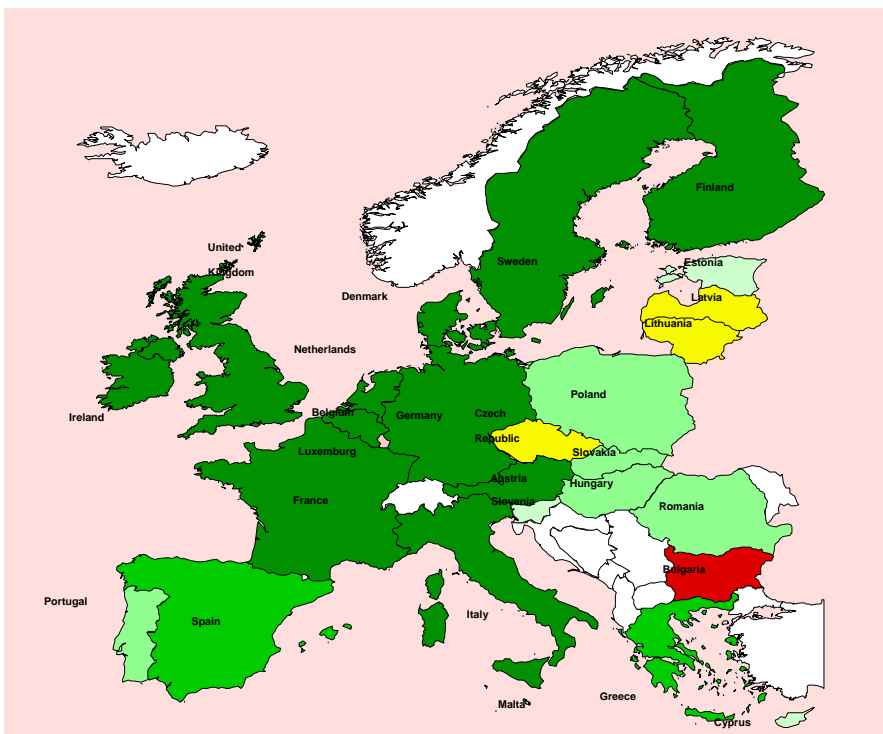 Finland
United
Sweden
Estonia
Kingdom
Denmark
Latvia
Lithuania
Netherlands
Poland
Belgium
Germany
Czech
Ireland
Republic
Luxemburg
Slovakia
Austria
Hungary
France
Slovenia
Romania
Bulgaria
Portugal
Italy
Spain
Greece
Malta
Cyprus